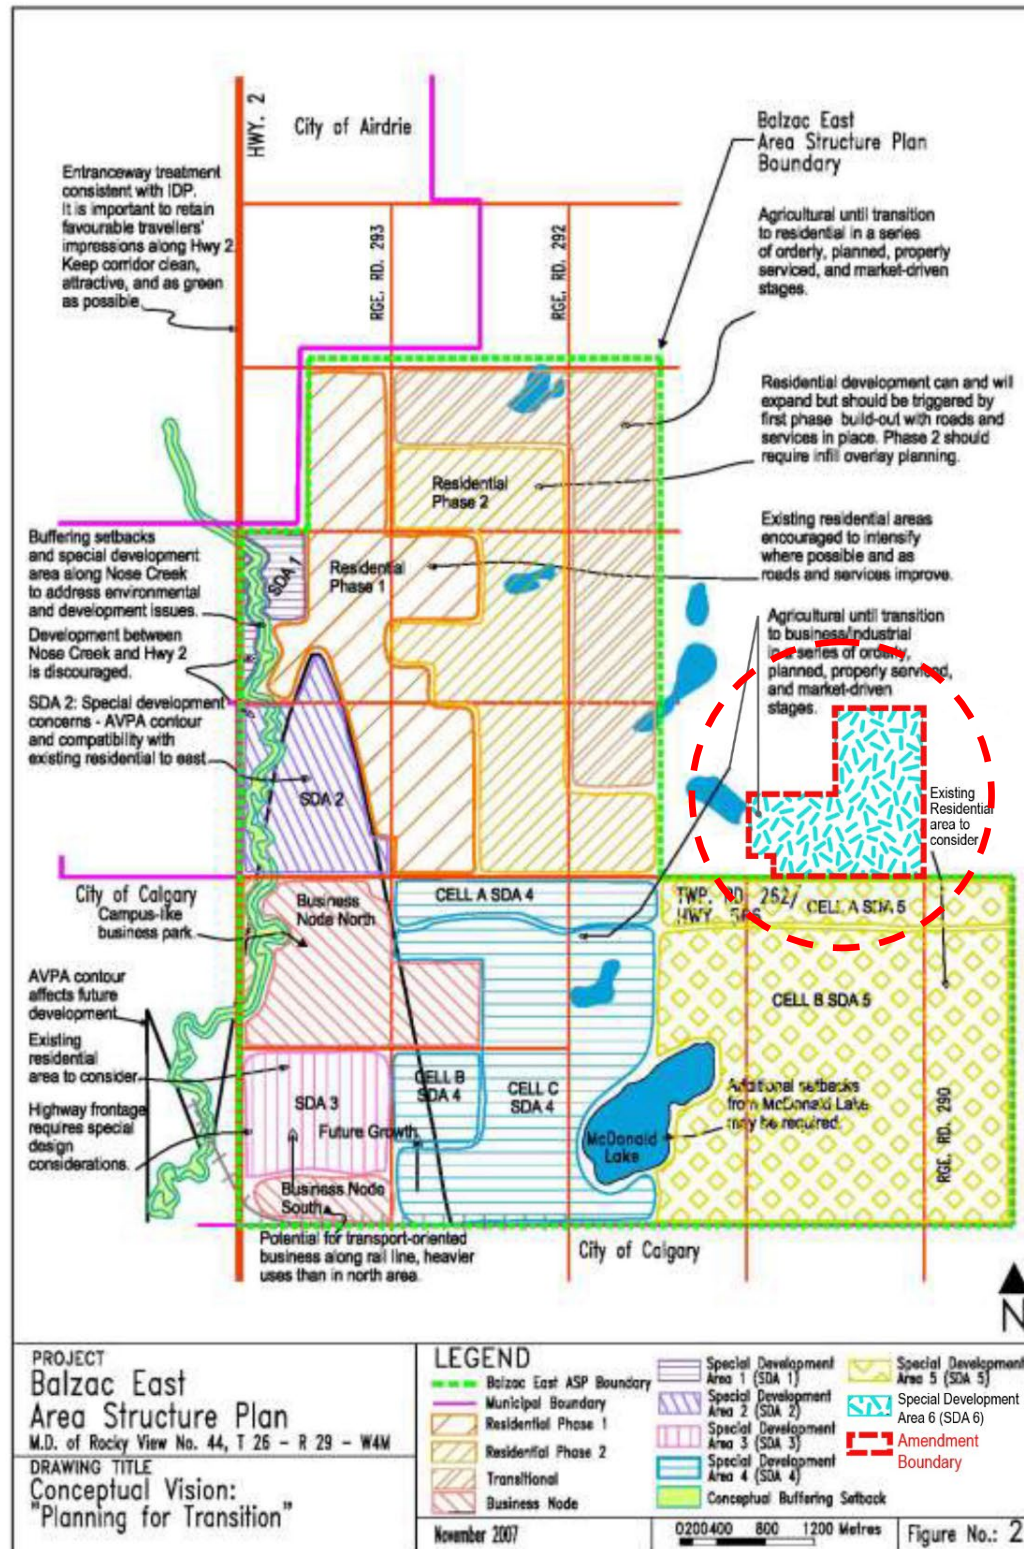 HWY. 2
City of Airdrie
Balzac East
Area Structure Plan
Boundary
Entranceway treatment
consistent with IDP.
It is important to retain
favourable travellers'
impressions along Hwy 2
Keep corridor clean,
attractive, and as green
as possible.
RGE. RD. 293
RGE. RD. 292
Agricultural until transition
to residential in a series
of orderly, planned, properly
serviced, and market-driven
stages.
Residential development can and will
expand but should be triggered by
first phase build-out with roads and
services in place. Phase 2 should
require infill overlay planning.
Residential
Phase 2
Existing residential areas
encouraged to intensify
where possible and as
roads and services improve.
Buffering setbacks
and special development
area along Nose Creek
to address environmental
and development issues.
SDA 1
Residential
Phase 1
Development between
Nose Creek and Hwy 2
is discouraged.
Agricultural until transition
to business/industrial
in a series of orderly,
planned, properly serviced,
and market-driven
stages.
SDA 2: Special development
concerns - AVPA contour
and compatibility with
existing residential to east
SDA 2
Existing
Residential
area to
consider
City of Calgary
Campus-like
business park.
Business
Node North
CELL A SDA 4
TWP. RD. 252/
HWY. 566
CELL A SDA 5
AVPA contour
affects future
development
CELL B SDA 5
Existing
residential
area to consider
Highway frontage
requires special
design
considerations.
SDA 3
CELL B
SDA 4
CELL C
SDA 4
Future Growth
Additional setbacks
from McDonald Lake
may be required.
McDonald
Lake
RGE. RD. 290
Business Node
South
Potential for transport-oriented
business along rail line, heavier
uses than in north area.
City of Calgary
N
PROJECT
Balzac East
Area Structure Plan
M.D. of Rocky View No. 44, T 26 - R 29 - W4M
DRAWING TITLE
Conceptual Vision:
"Planning for Transition"
LEGEND
Balzac East ASP Boundary
Municipal Boundary
Residential Phase 1
Residential Phase 2
Transitional
Business Node
Special Development
Area 1 (SDA 1)
Special Development
Area 2 (SDA 2)
Special Development
Area 3 (SDA 3)
Special Development
Area 4 (SDA 4)
Conceptual Buffering Setback
Special Development
Area 5 (SDA 5)
Special Development
Area 6 (SDA 6)
Amendment
Boundary
November 2007
0 200 400 800 1200 Metres
Figure No.: 2